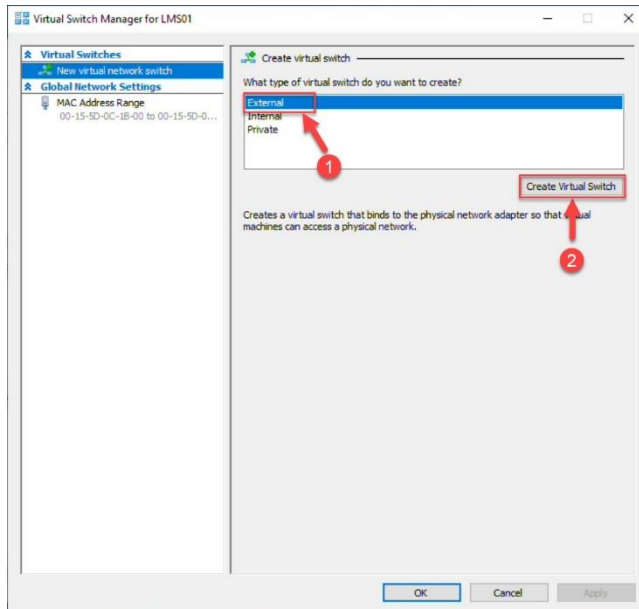 Virtual Switch Manager for LMS01
Virtual Switches
New virtual network switch
Global Network Settings
MAC Address Range
00-15-5D-0C-1B-00 to 00-15-5D-0...
Create virtual switch
What type of virtual switch do you want to create?
External
Internal
Private
1
Create Virtual Switch
Creates a virtual switch that binds to the physical network adapter so that
machines can access a physical network.
2
OK
Cancel
Apply